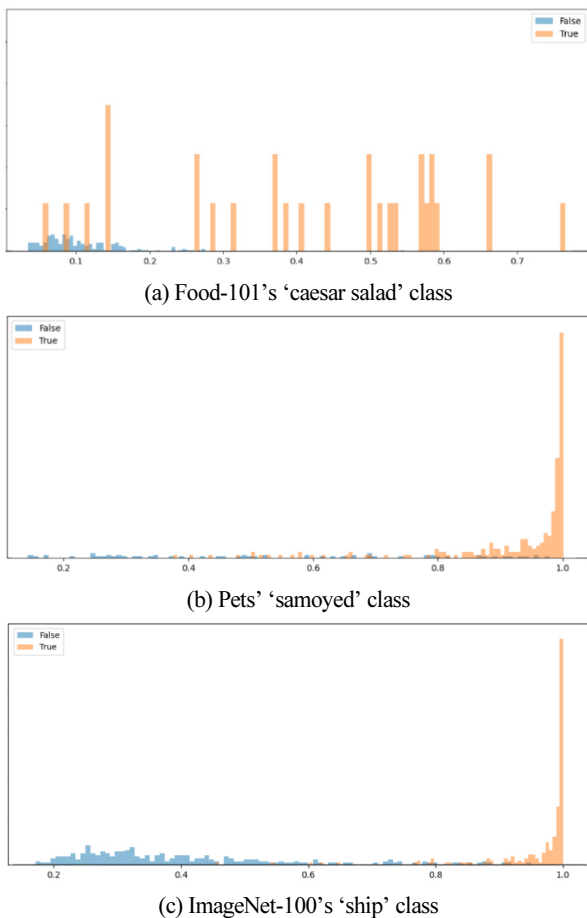 False
True
0.1 0.2 0.3 0.4 0.5 0.6 0.7
(a) Food-101's 'caesar salad' class
False
True
0.2 0.4 0.6 0.8 1.0
(b) Pets' 'samoyed' class
False
True
0.2 0.4 0.6 0.8 1.0
(c) ImageNet-100's 'ship' class